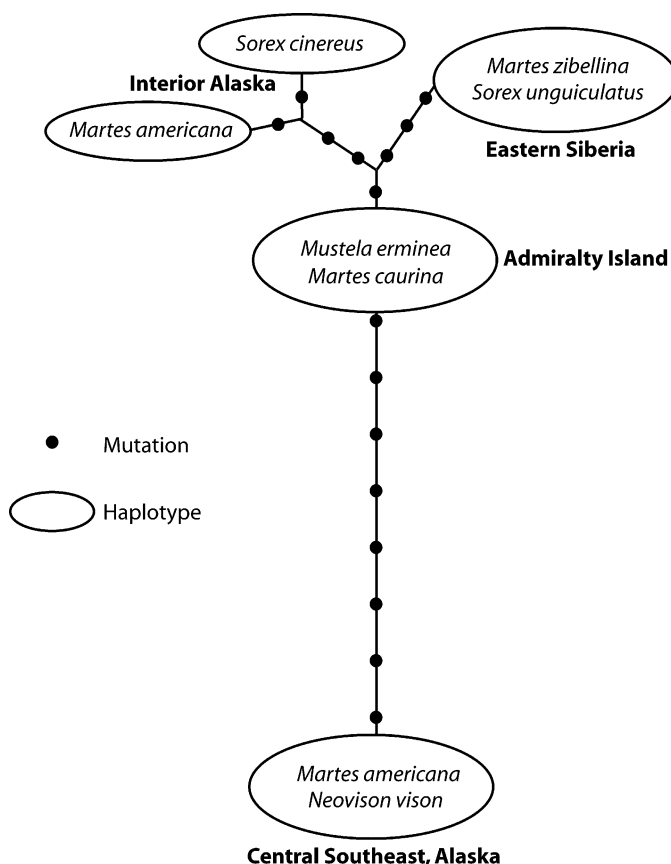 Sorex cinereus
Interior Alaska
Martes americana
Martes zibellina
Sorex unguiculatus
Eastern Siberia
Mustela erminea
Martes caurina
Admiralty Island
Mutation
Haplotype
Martes americana
Neovison vison
Central Southeast, Alaska